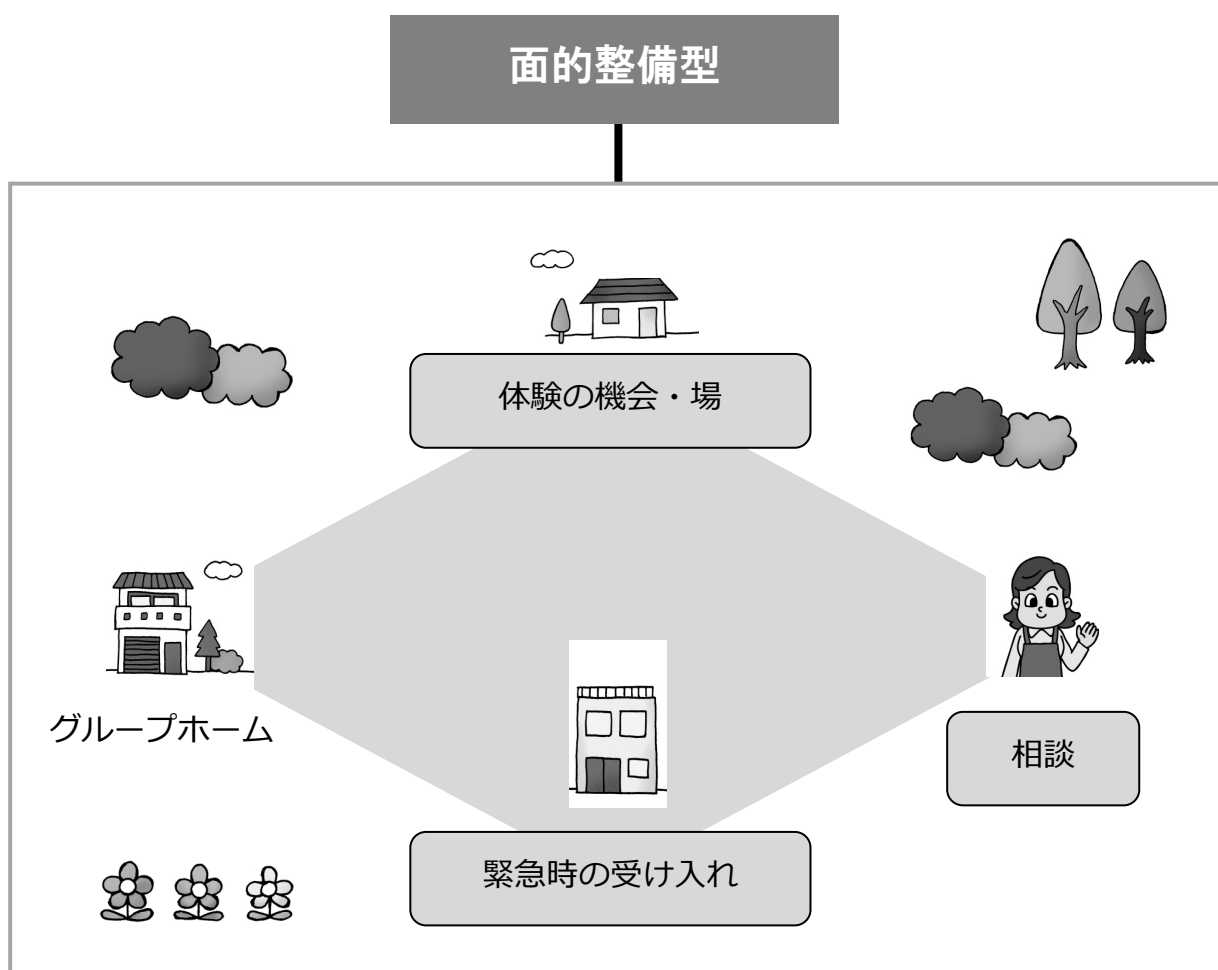 面的整備型
体験の機会・場
グループホーム
相談
緊急時の受け入れ